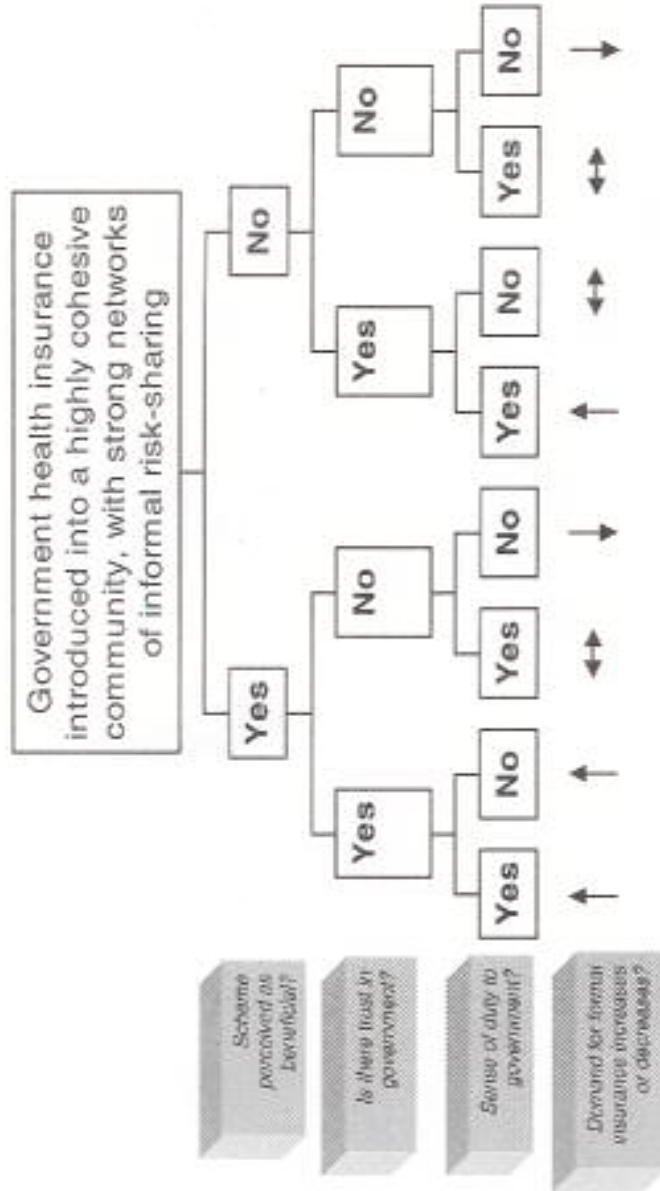 Government health insurance
introduced into a highly cohesive
community, with strong networks
of informal risk-sharing
Scheme
perceived as
beneficial?
Yes
No
Is there trust in
government?
Yes
No
Yes
No
Sense of duty to
government?
Yes
No
Yes
No
Yes
No
Yes
No
Demand for formal
insurance increases
or decreases?